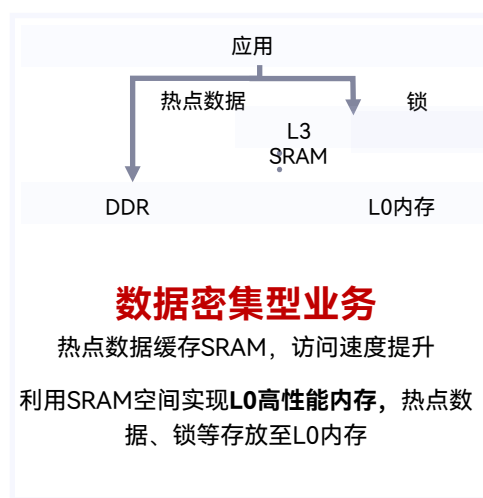 应用
热点数据
锁
L3
SRAM
DDR
L0内存
数据密集型业务
热点数据缓存SRAM，访问速度提升
利用SRAM空间实现L0高性能内存，热点数
据、锁等存放至L0内存